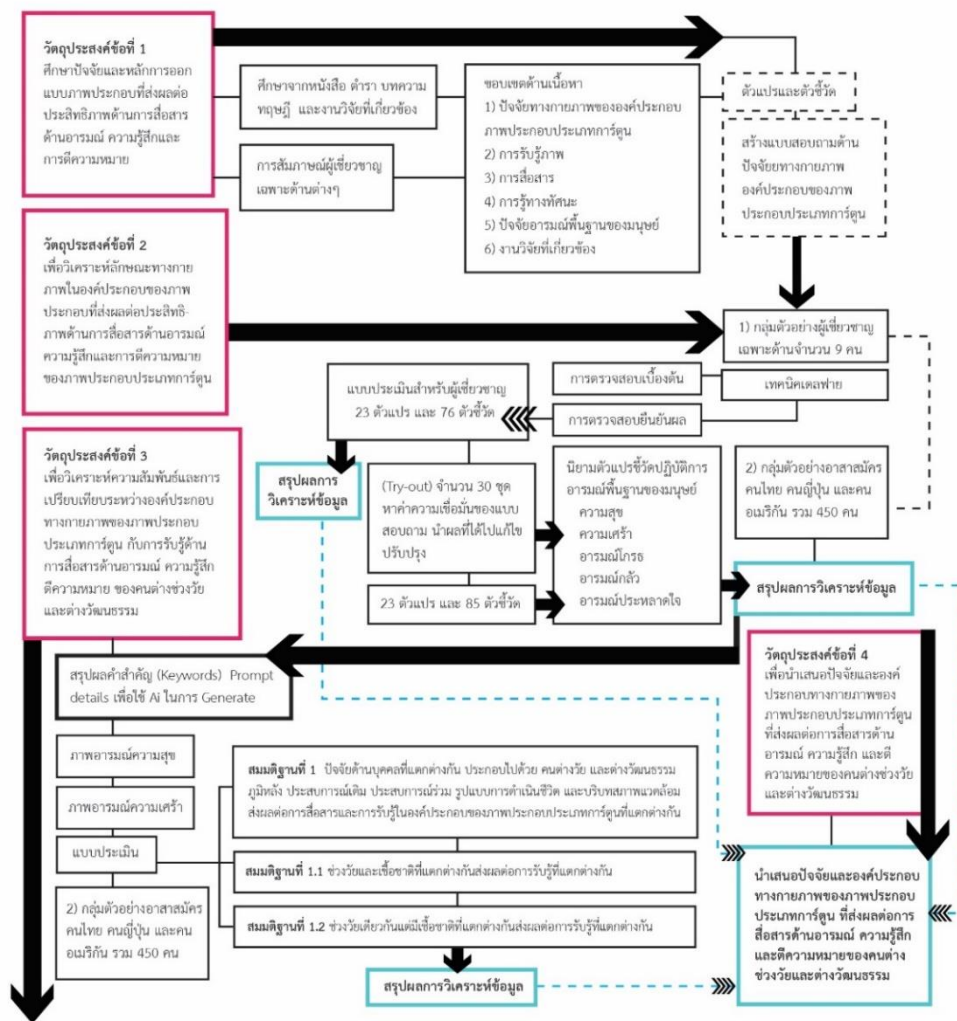 วัตถุประสงค์ข้อที่ 1
ศึกษาปัจจัยและหลักการออก
แบบภาพประกอบที่ส่งผลต่อ
ประสิทธิภาพด้านการสื่อสาร
ด้านอารมณ์ ความรู้สึกและ
การตีความหมาย
ศึกษาจากหนังสือ ตำรา บทความ
ทฤษฎี และงานวิจัยที่เกี่ยวข้อง
การสัมภาษณ์ผู้เชี่ยวชาญ
เฉพาะด้านต่างๆ
ขอบเขตด้านเนื้อหา
1) ปัจจัยทางกายภาพขององค์ประกอบ
ภาพประกอบประเภทการ์ตูน
2) การรับรู้ภาพ
3) การสื่อสาร
4) การรู้ทางทัศนะ
5) ปัจจัยอารมณ์พื้นฐานของมนุษย์
6) งานวิจัยที่เกี่ยวข้อง
ตัวแปรและตัวชี้วัด
สร้างแบบสอบถามด้าน
ปัจจัยยทางกายภาพ
องค์ประกอบของภาพ
ประกอบประเภทการ์ตูน
วัตถุประสงค์ข้อที่ 2
เพื่อวิเคราะห์ลักษณะทางกาย
ภาพในองค์ประกอบของภาพ
ประกอบที่ส่งผลต่อประสิทธิ-
ภาพด้านการสื่อสารด้านอารมณ์
ความรู้สึกและการตีความหมาย
ของภาพประกอบประเภทการ์ตูน
1) กลุ่มตัวอย่างผู้เชี่ยวชาญ
เฉพาะด้านจำนวน 9 คน
การตรวจสอบเบื้องต้น
เทคนิคเดลฟาย
การตรวจสอบยืนยันผล
แบบประเมินสำหรับผู้เชี่ยวชาญ
23 ตัวแปร และ 76 ตัวชี้วัด
วัตถุประสงค์ข้อที่ 3
เพื่อวิเคราะห์ความสัมพันธ์และการ
เปรียบเทียบระหว่างองค์ประกอบ
ทางกายภาพของภาพประกอบ
ประเภทการ์ตูน กับการรับรู้ด้าน
การสื่อสารด้านอารมณ์ ความรู้สึก
ตีความหมาย ของคนต่างช่วงวัย
และต่างวัฒนธรรม
สรุปผลการ
วิเคราะห์ข้อมูล
(Try-out) จำนวน 30 ชุด
หาค่าความเชื่อมั่นของแบบ
สอบถาม นำผลที่ได้ไปแก้ไข
ปรับปรุง
23 ตัวแปร และ 85 ตัวชี้วัด
นิยามตัวแปรชี้วัดปฏิบัติการ
อารมณ์พื้นฐานของมนุษย์
ความสุข
ความเศร้า
อารมณ์โกรธ
อารมณ์กลัว
อารมณ์ประหลาดใจ
2) กลุ่มตัวอย่างอาสาสมัคร
คนไทย คนญี่ปุ่น และคน
อเมริกัน รวม 450 คน
สรุปผลการวิเคราะห์ข้อมูล
สรุปผลคำสำคัญ (Keywords) Prompt
details เพื่อใช้ Ai ในการ Generate
วัตถุประสงค์ข้อที่ 4
เพื่อนำเสนอปัจจัยและองค์
ประกอบทางกายภาพของ
ภาพประกอบประเภทการ์ตูน
ที่ส่งผลต่อการสื่อสารด้าน
อารมณ์ ความรู้สึก และตี
ความหมายของคนต่างช่วงวัย
และต่างวัฒนธรรม
ภาพอารมณ์ความสุข
ภาพอารมณ์ความเศร้า
แบบประเมิน
2) กลุ่มตัวอย่างอาสาสมัคร
คนไทย คนญี่ปุ่น และคน
อเมริกัน รวม 450 คน
สมมติฐานที่ 1 ปัจจัยด้านบุคคลที่แตกต่างกัน ประกอบไปด้วย คนต่างวัย และต่างวัฒนธรรม
ภูมิหลัง ประสบการณ์เดิม ประสบการณ์ร่วม รูปแบบการดำเนินชีวิต และบริบทสภาพแวดล้อม
ส่งผลต่อการสื่อสารและการรับรู้ในองค์ประกอบของภาพประกอบประเภทการ์ตูนที่แตกต่างกัน
สมมติฐานที่ 1.1 ช่วงวัยและเชื้อชาติที่แตกต่างกันส่งผลต่อการรับรู้ที่แตกต่างกัน
สมมติฐานที่ 1.2 ช่วงวัยเดียวกันแต่มีเชื้อชาติที่แตกต่างกันส่งผลต่อการรับรู้ที่แตกต่างกัน
สรุปผลการวิเคราะห์ข้อมูล
นำเสนอปัจจัยและองค์ประกอบ
ทางกายภาพของภาพประกอบ
ประเภทการ์ตูน ที่ส่งผลต่อการ
สื่อสารด้านอารมณ์ ความรู้สึก
และตีความหมายของคนต่าง
ช่วงวัยและต่างวัฒนธรรม